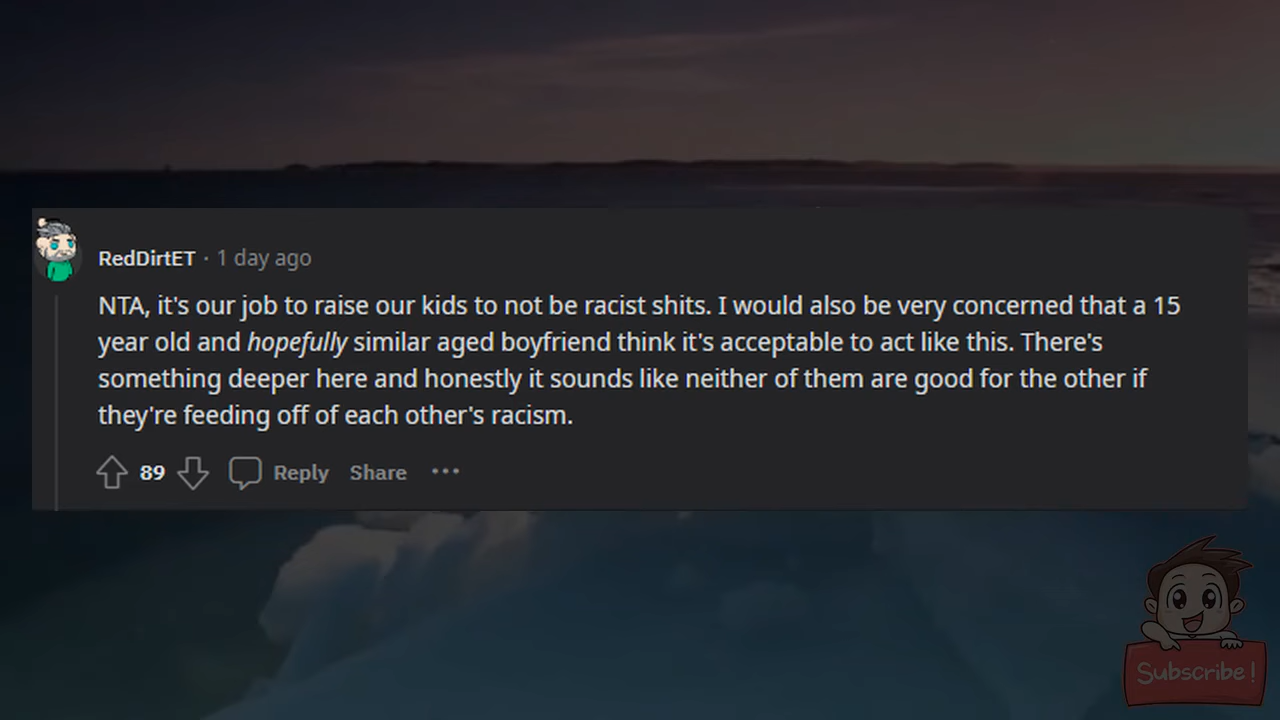 RedDirtET · 1 day ago
NTA, it's our job to raise our kids to not be racist shits. I would also be very concerned that a 15
year old and hopefully similar aged boyfriend think it's acceptable to act like this. There's
something deeper here and honestly it sounds like neither of them are good for the other if
they're feeding off of each other's racism.
89 Reply Share ···
Subscribe!